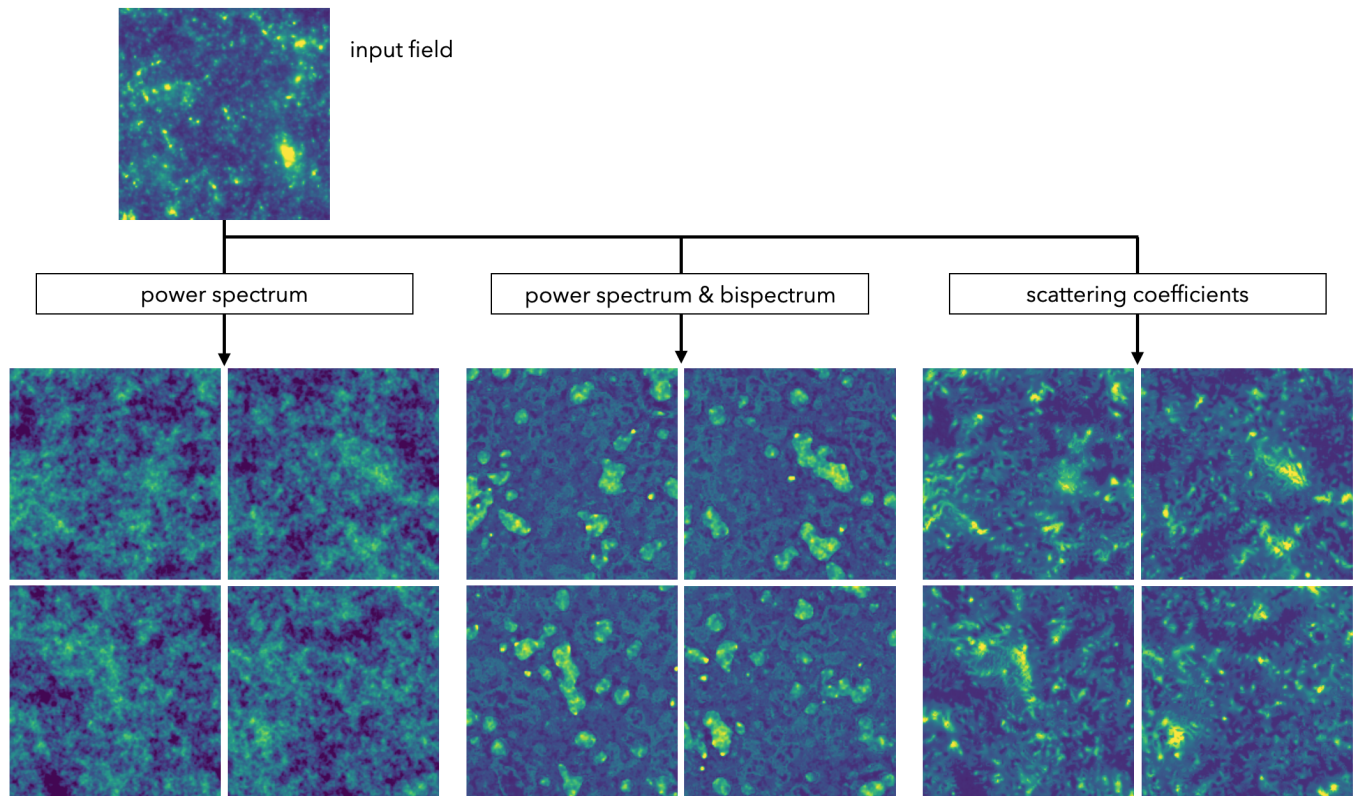 input field
power spectrum
power spectrum & bispectrum
scattering coefficients